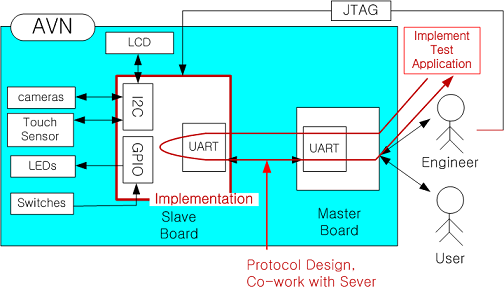 AVN
JTAG
LCD
Implement
Test
Application
cameras
I2C
Touch
Sensor
UART
UART
Engineer
LEDs
GPIO
Switches
Implementation
Slave
Board
Master
Board
User
Protocol Design,
Co-work with Sever